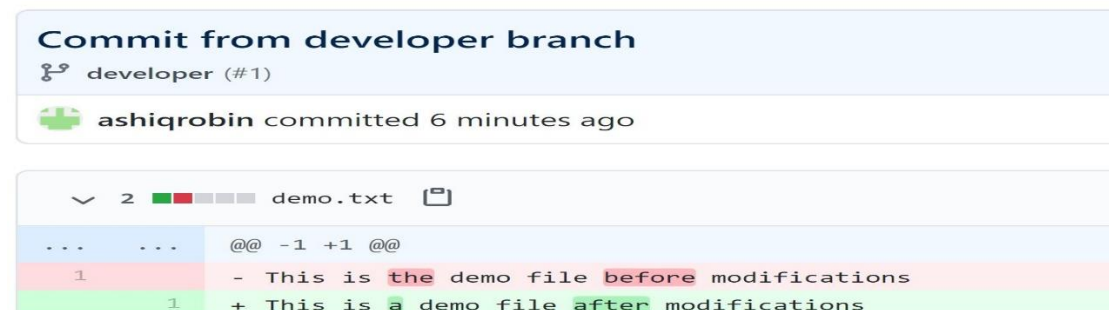 Commit from developer branch
developer (#1)
ashiqrobin committed 6 minutes ago
2 demo.txt
... ... @@ -1 +1 @@
1 - This is the demo file before modifications
1 + This is a demo file after modifications